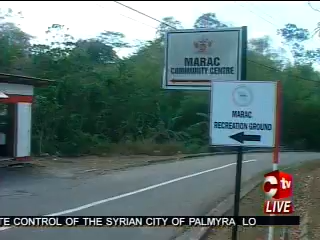 MARAC
COMMUNITY CENTRE
MARAC
RECREATION GROUND
C
tv
LIVE
TE CONTROL OF THE SYRIAN CITY OF PALMYRA LO